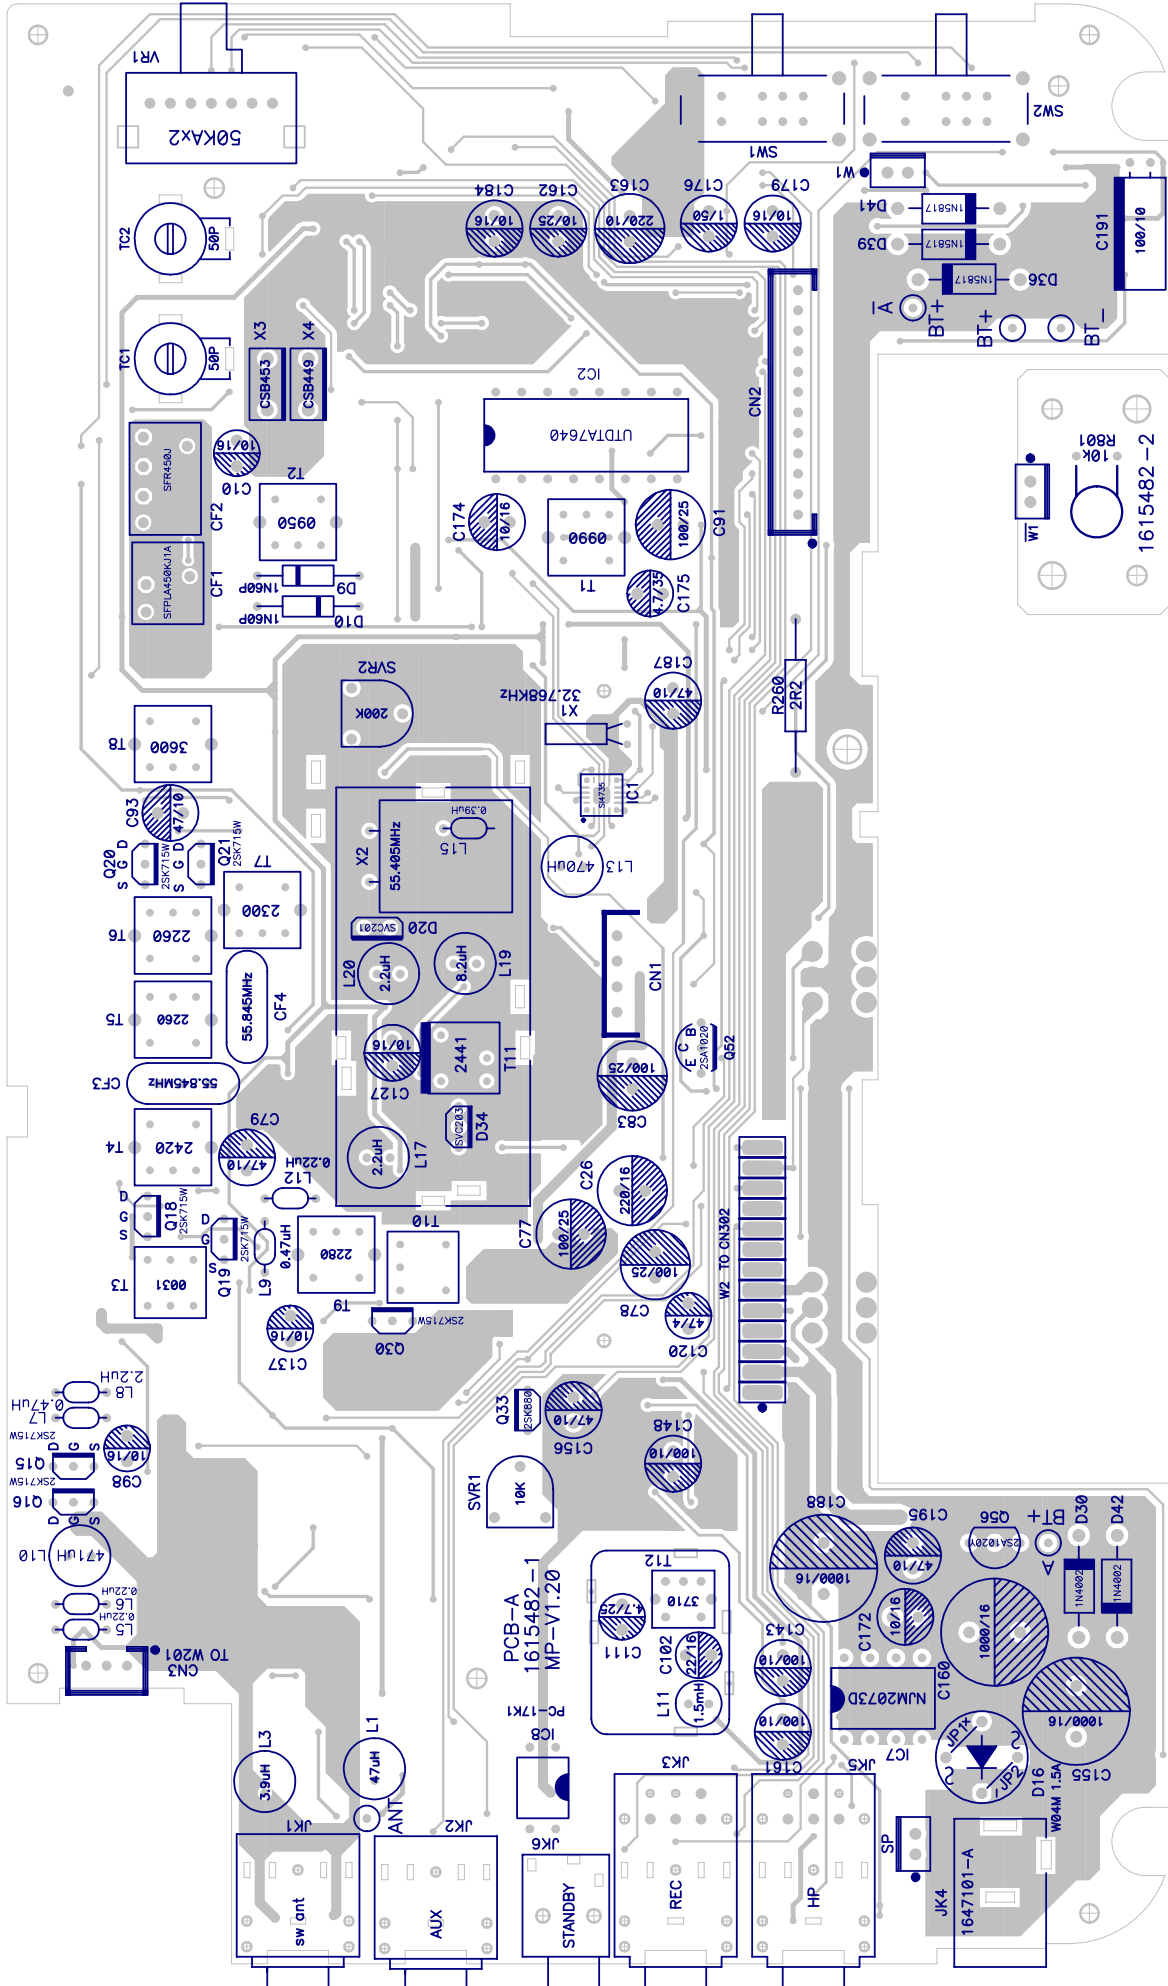 VR1
50KAx2
SW1
SW2
W1
C184
10/16
C162
10/25
C163
220/10
C176
1/50
C179
10/16
D41
1N5817
D39
1N5817
D36
1N5817
C191
100/10
A
BT+
BT+
BT-
TC2
50P
TC1
50P
X3
CSB453
X4
CSB449
IC2
UTDTA7640
CN2
SFR450J
CF2
C10
10/16
T2
0950
C174
10/16
0990
T1
C91
100/25
W1
R801
10k
1615482-2
SFPLA450KJ1A
CF1
1N60P
D9
1N60P
D10
4.7/35
C175
SVR2
200K
C187
47/10
32.768KHz
X1
R260
2R2
T8
3600
C93
47/10
SI4735
IC1
X2
55.405MHz
0.39uH
L15
470uH
L13
Q20
S G D
2SK715W
Q21
S G D
2SK715W
T7
2300
T6
2260
SVC201
D20
L20
2.2uH
8.2uH
L19
CN1
T5
2260
55.845MHz
CF4
10/16
C127
2441
T11
E C B
2SA1020
Q52
CF3
55.845MHz
100/25
C83
T4
2420
C79
47/10
SVC203
D34
2.2uH
L17
0.22uH
L12
C26
220/16
D
G
S
Q18
2SK715W
D
G
S
Q19
2SK715W
L9
0.47uH
2280
T9
T10
C77
100/25
100/25
C78
W2 TO CN302
T3
0031
10/16
C137
2SK715W
Q30
47/4
C120
2.2uH
L8
0.47uH
L7
2SK715W
Q15
D G S
2SK715W
Q16
D G S
10/16
C98
Q33
2SK880
47/10
C156
C148
100/10
SVR1
10K
C188
1000/16
C195
47/10
Q56
2SA1020Y
BT+
A
D30
1N4002
D42
1N4002
L10
471uH
0.22uH
L6
0.22uH
L5
CN3
TO W201
PCB-A
1615482-1
MP-V1.20
T12
3710
4.7/25
C111
C102
22/16
L11
1.5mH
C143
100/10
100/10
C161
C172
10/16
1000/16
C160
NJM2073D
IC7
1000/16
C155
JP1
JP2
D16
W04M 1.5A
L3
3.9uH
L1
47uH
ANT
PC-17K1
IC8
JK1
sw ant
JK2
AUX
JK6
STANDBY
JK3
REC
JK5
HP
SP
JK4
1647101-A